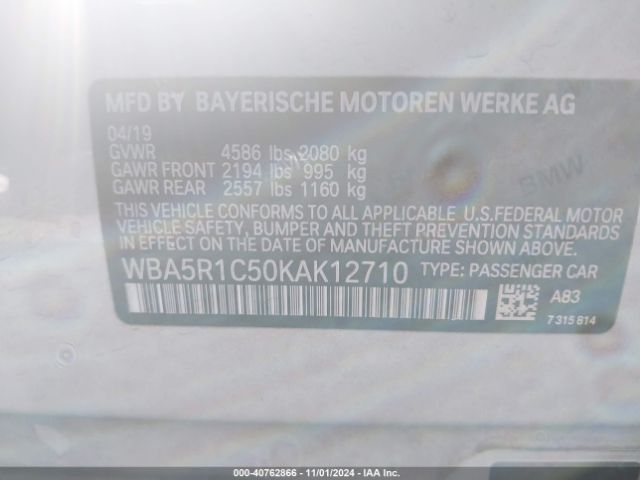 MFD BY BAYERISCHE MOTOREN WERKE AG
04/19
GVWR 4586 lbs 2080 kg
GAWR FRONT 2194 lbs 995 kg
GAWR REAR 2557 lbs 1160 kg
THIS VEHICLE CONFORMS TO ALL APPLICABLE U.S.FEDERAL MOTOR
VEHICLE SAFETY, BUMPER AND THEFT PREVENTION STANDARDS
IN EFFECT ON THE DATE OF MANUFACTURE SHOWN ABOVE.
WBA5R1C50KAK12710 TYPE: PASSENGER CAR
A83
7315814
BMW
000-40762866 - 11/01/2024 - IAA Inc.